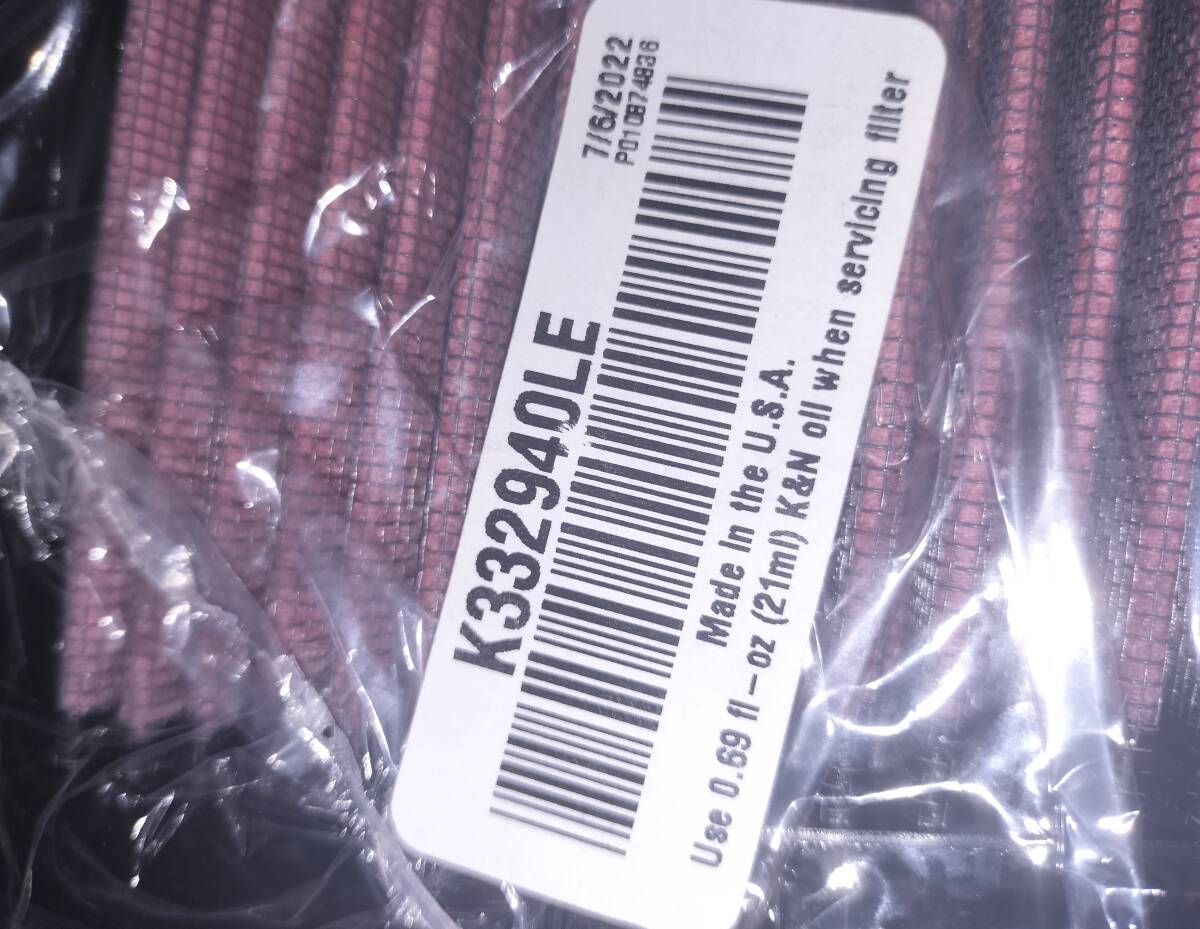 7/6/2022
P010874836
K332940LE
Made in the U.S.A.
Use 0.69 fl-oz (21ml) K&N oil when servicing filter